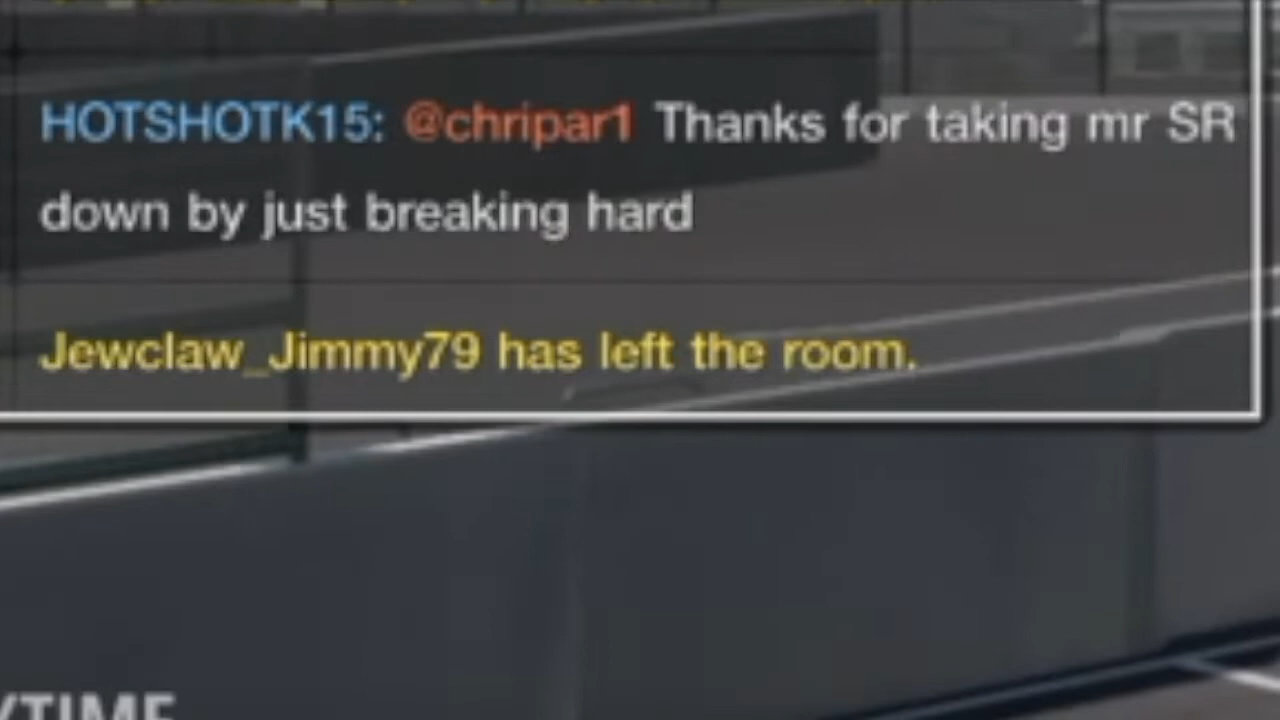 HOTSHOTK15: @chripar1 Thanks for taking mr SR
down by just breaking hard
Jewclaw_Jimmy79 has left the room.